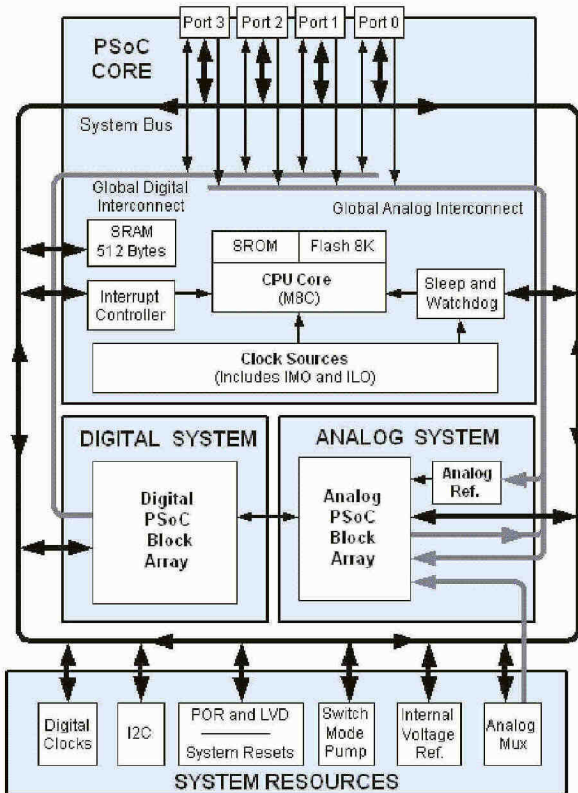 Port 3
Port 2
Port 1
Port 0
PSoC
CORE
System Bus
Global Digital
Interconnect
Global Analog Interconnect
SRAM
512 Bytes
SROM
Flash 8K
CPU Core
(M8C)
Interrupt
Controller
Sleep and
Watchdog
Clock Sources
(Includes IMO and ILO)
DIGITAL SYSTEM
ANALOG SYSTEM
Digital
PSoC
Block
Array
Analog
PSoC
Block
Array
Analog
Ref.
Digital
Clocks
I2C
POR and LVD
System Resets
Switch
Mode
Pump
Internal
Voltage
Ref.
Analog
Mux
SYSTEM RESOURCES